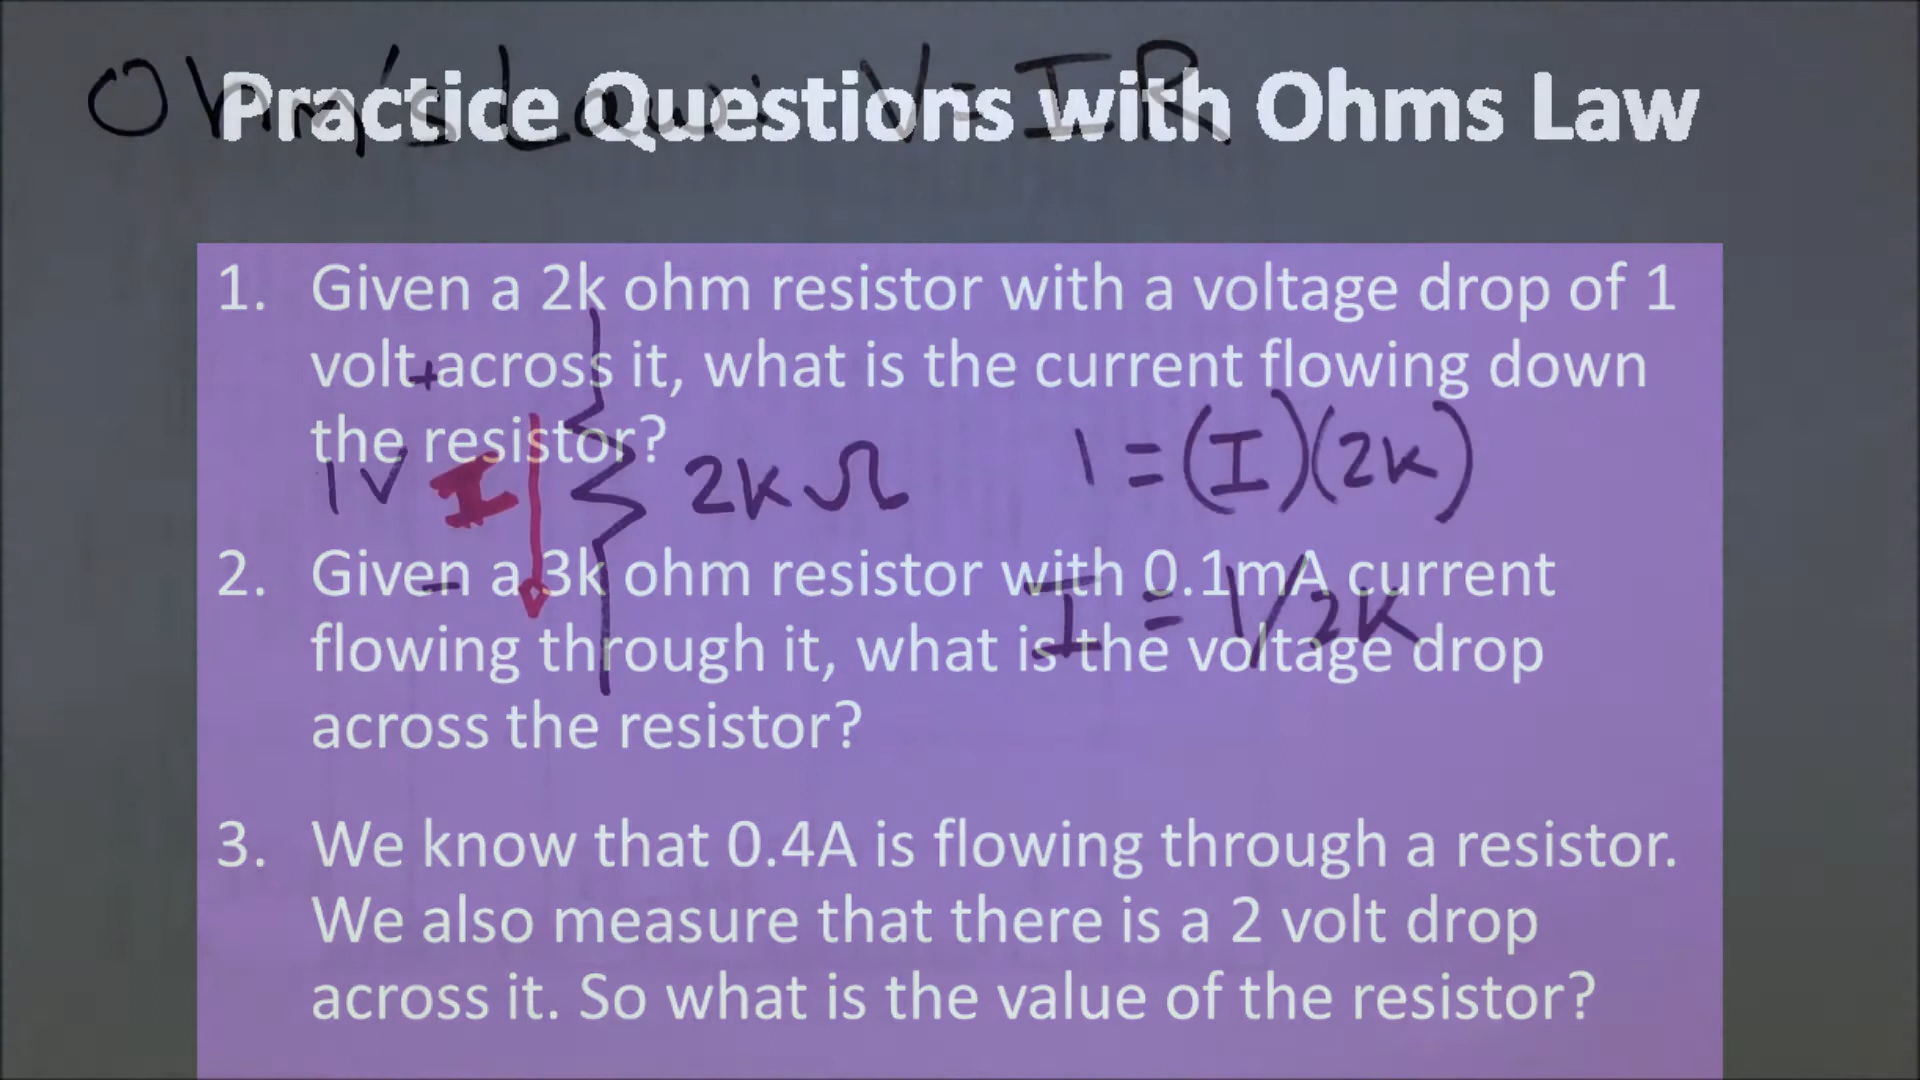 Ohm's Law: V=IR
Practice Questions with Ohms Law
1. Given a 2k ohm resistor with a voltage drop of 1
volt across it, what is the current flowing down
the resistor?
+
1V I 2K Ω 1=(I)(2K)
-
I = 1/2K
2. Given a 3k ohm resistor with 0.1mA current
flowing through it, what is the voltage drop
across the resistor?
3. We know that 0.4A is flowing through a resistor.
We also measure that there is a 2 volt drop
across it. So what is the value of the resistor?